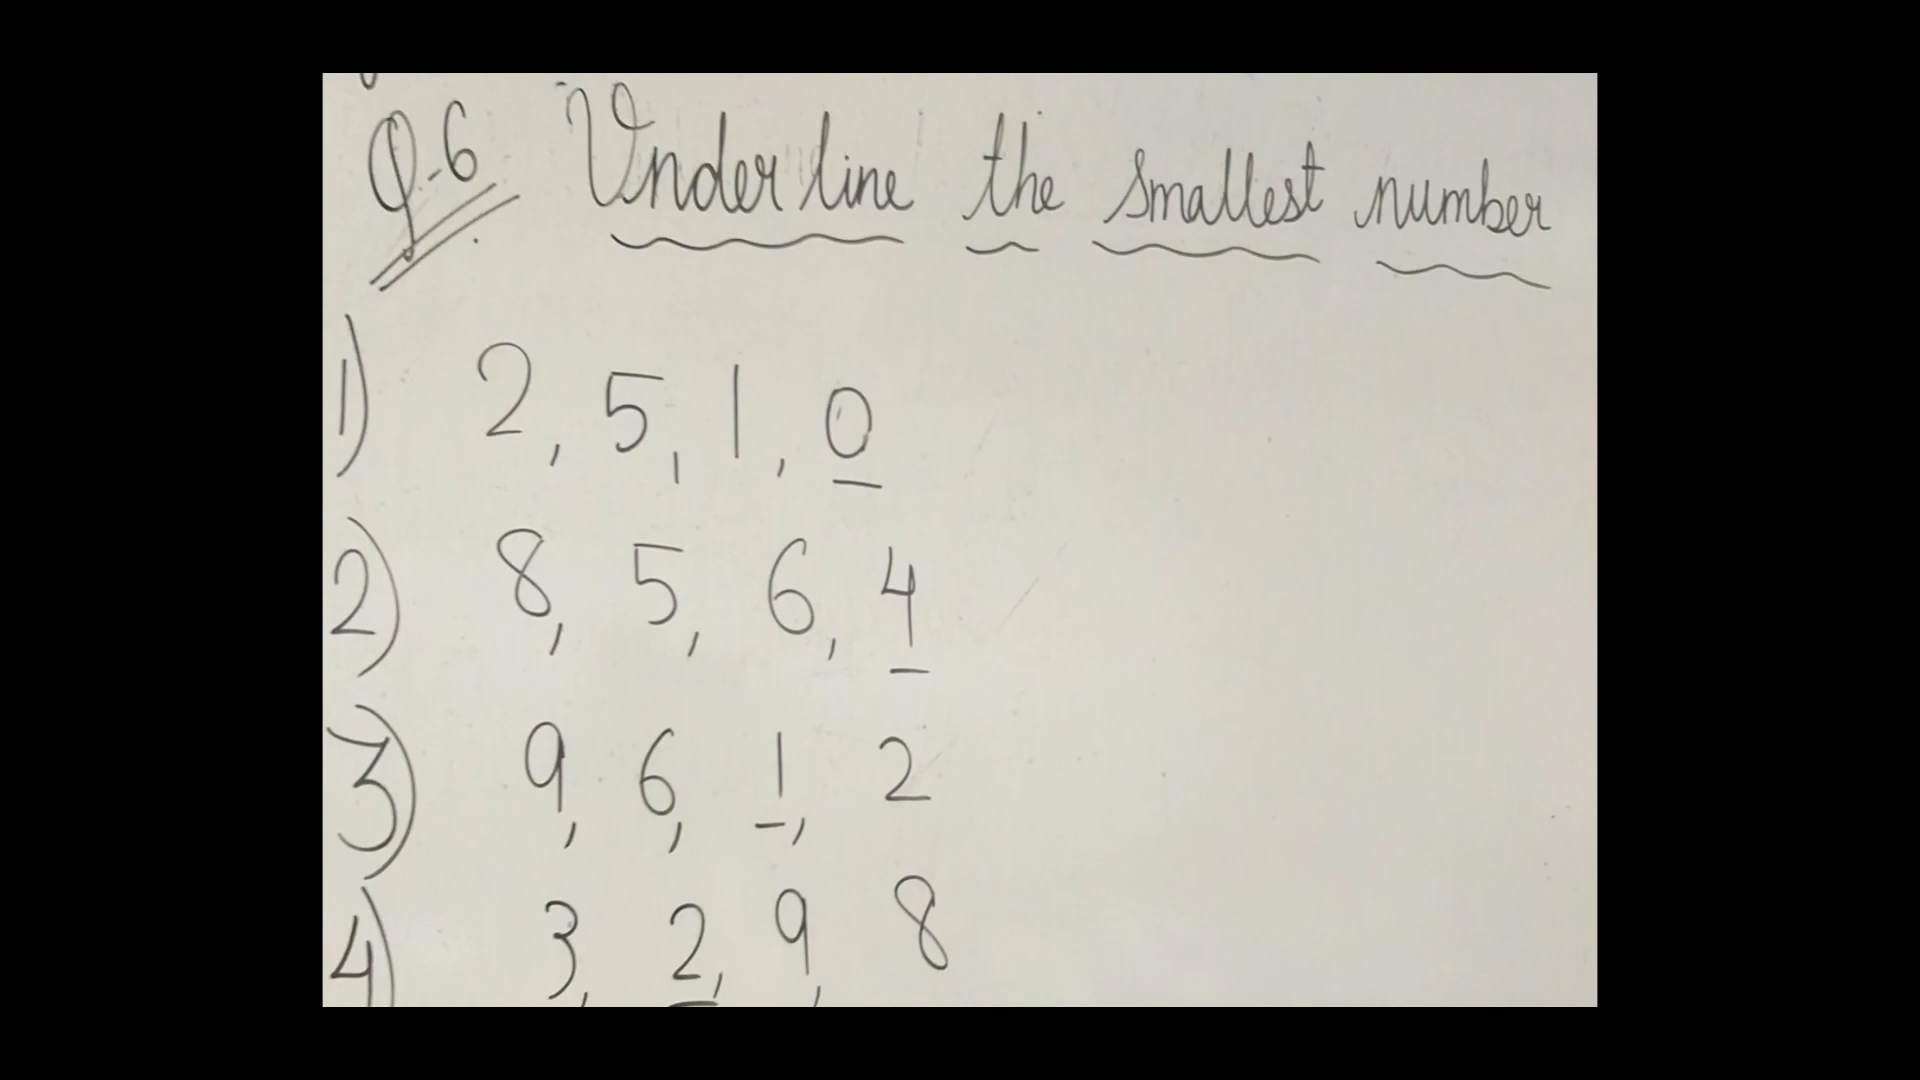 Q-6 Underline the smallest number
1) 2, 5, 1, 0
2) 8, 5, 6, 4
3) 9, 6, 1, 2
4) 3, 2, 9, 8